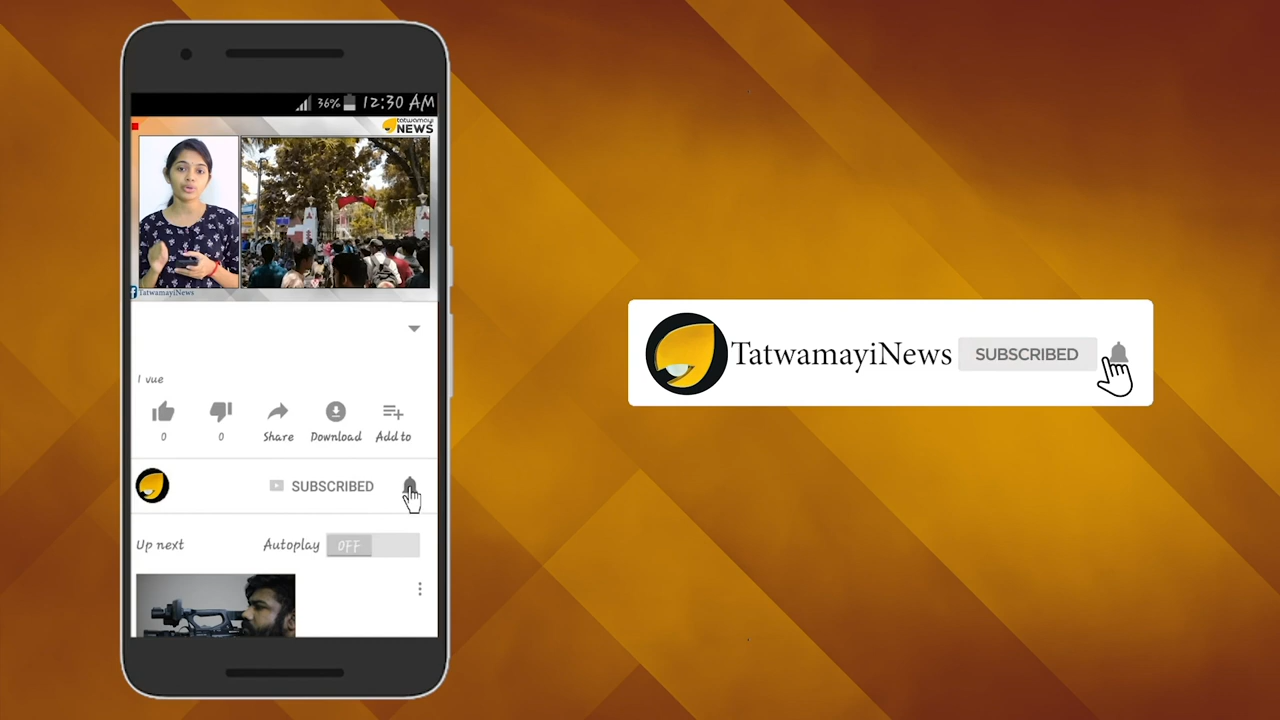 36% 12:30 AM
tatwamayi
NEWS
TatwamayiNews
1 vue
0 0 Share Download Add to
SUBSCRIBED
Up next Autoplay OFF
TatwamayiNews SUBSCRIBED